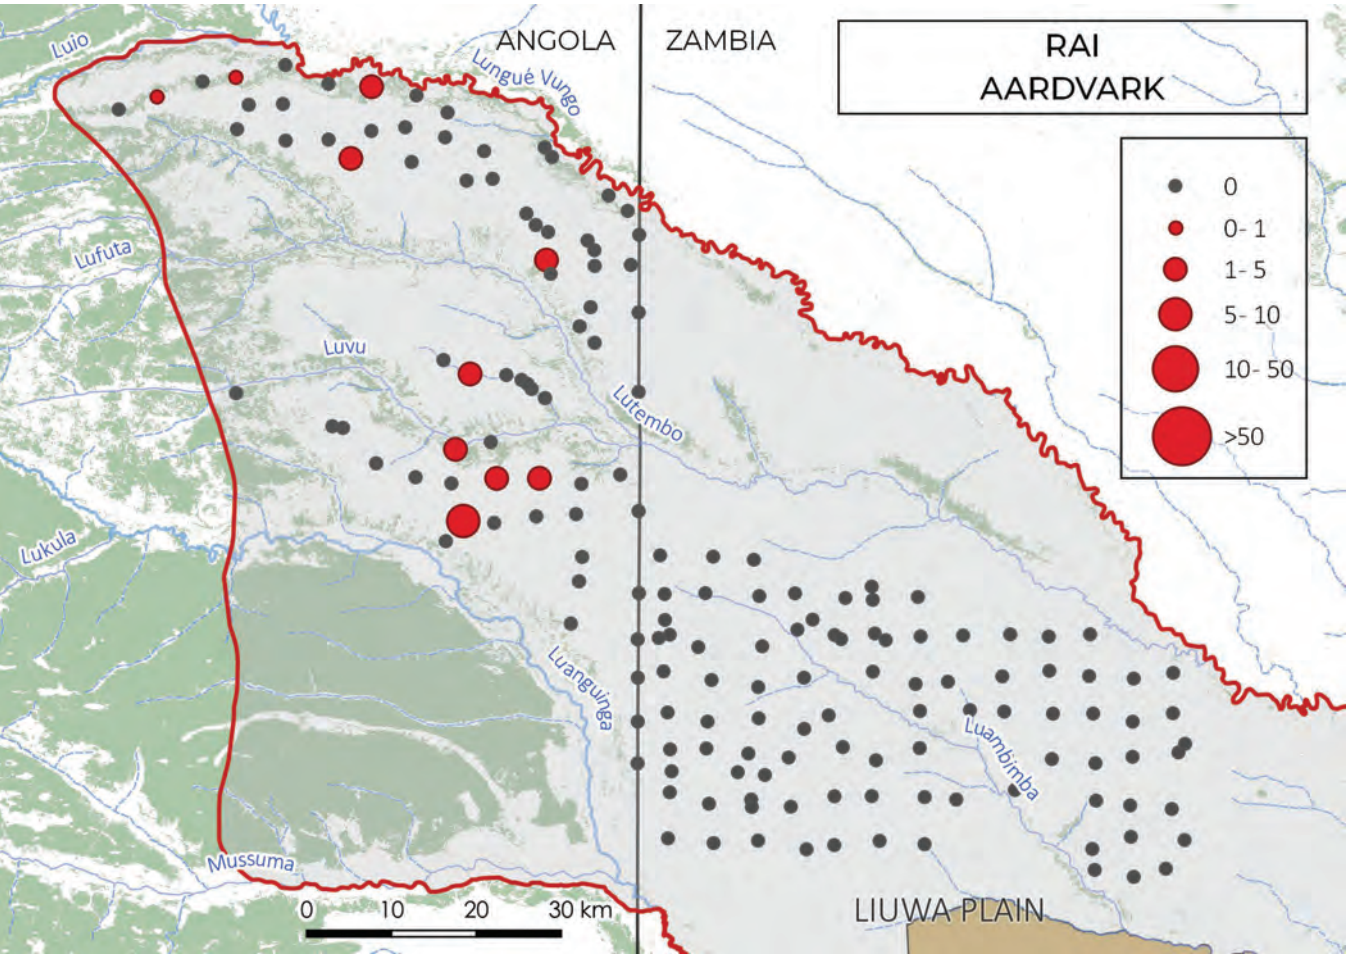 ANGOLA
ZAMBIA
RAI
AARDVARK
Luio
Lungué Vungo
0
0- 1
1- 5
5- 10
10- 50
>50
Lufuta
Luvu
Lutembo
Lukula
Luanguinga
Luambimba
Mussuma
0 10 20 30 km
LIUWA PLAIN